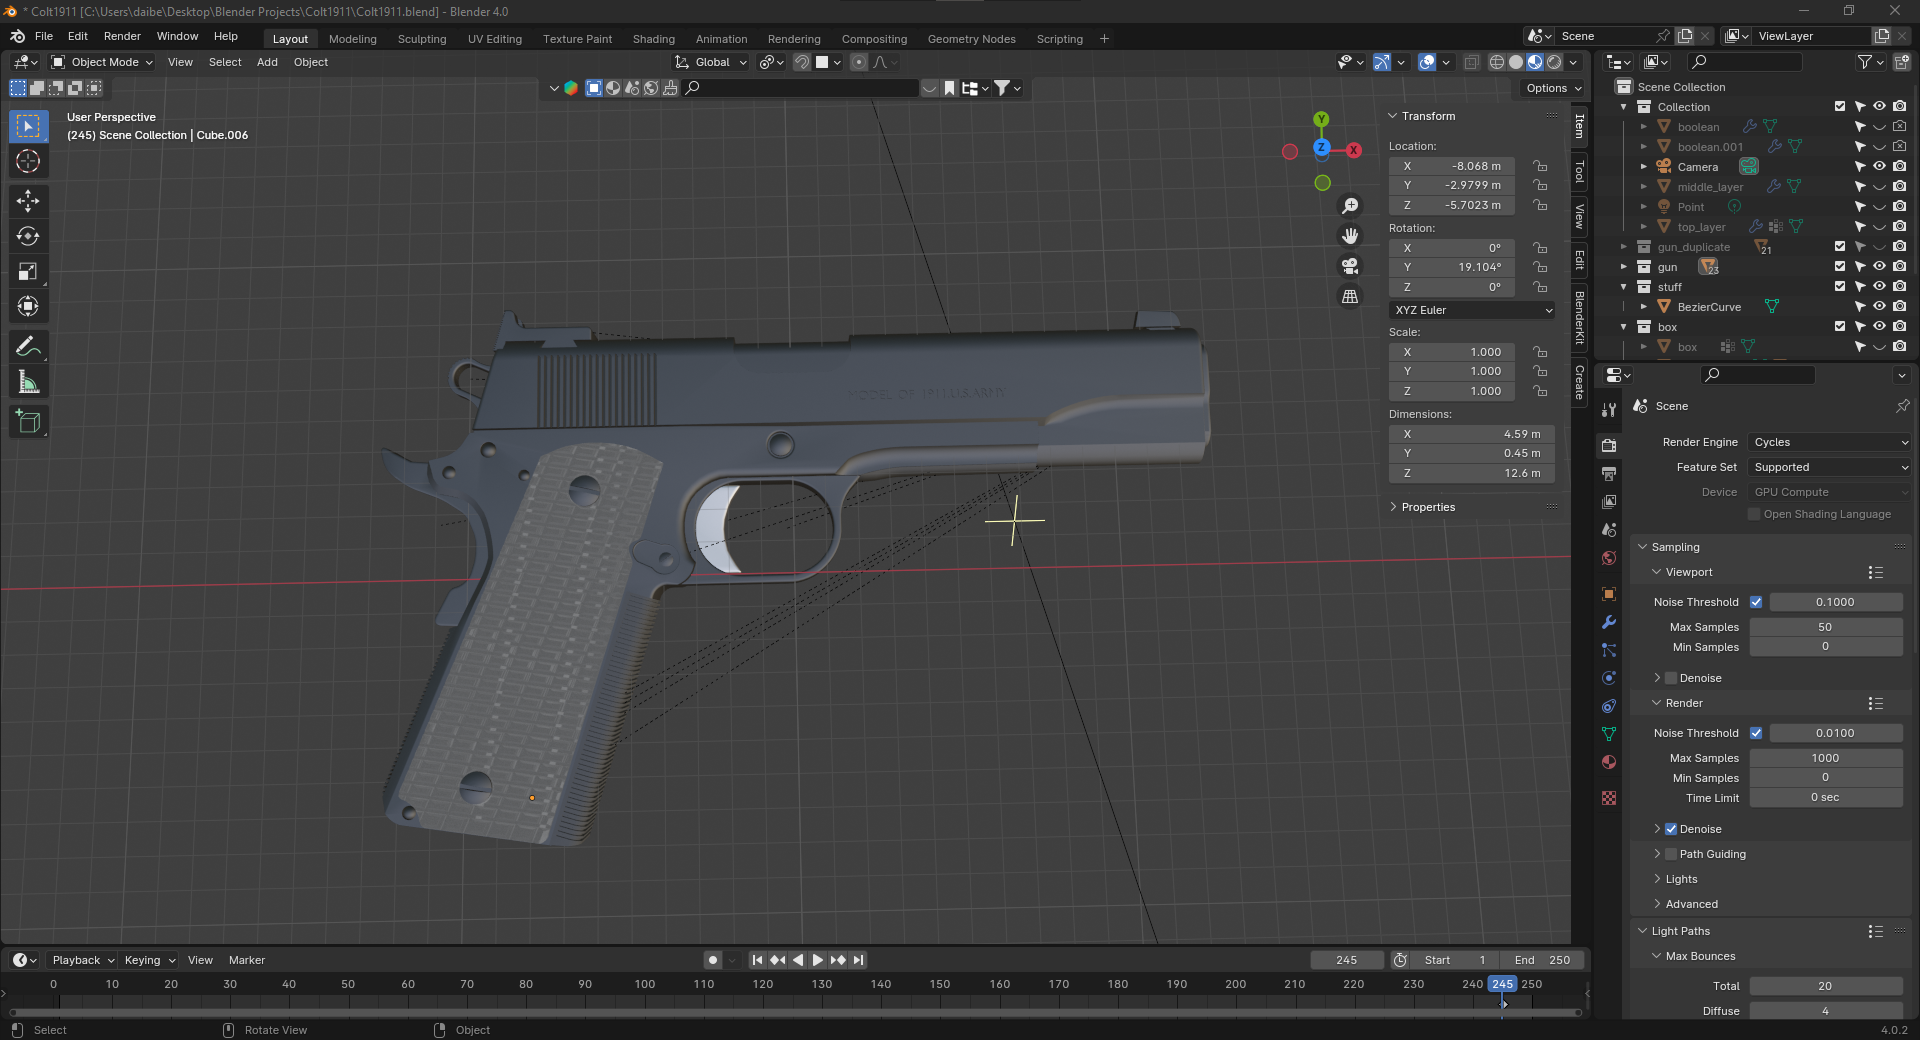 * Colt1911 [C:\Users\daibe\Desktop\Blender Projects\Colt1911\Colt1911.blend] - Blender 4.0
File Edit Render Window Help
Layout Modeling Sculpting UV Editing Texture Paint Shading Animation Rendering Compositing Geometry Nodes Scripting +
Scene
ViewLayer
Object Mode View Select Add Object
Global
Options
User Perspective
(245) Scene Collection | Cube.006
Y
Z
X
MODEL OF 1911.U.S.ARMY
Transform
Location:
X -8.068 m
Y -2.9799 m
Z -5.7023 m
Rotation:
X 0°
Y 19.104°
Z 0°
XYZ Euler
Scale:
X 1.000
Y 1.000
Z 1.000
Dimensions:
X 4.59 m
Y 0.45 m
Z 12.6 m
Properties
Item
Tool
View
Edit
BlenderKit
Create
Scene Collection
Collection
boolean
boolean.001
Camera
middle_layer
Point
top_layer
gun_duplicate 21
gun 23
stuff
BezierCurve
box
box
Scene
Render Engine Cycles
Feature Set Supported
Device GPU Compute
Open Shading Language
Sampling
Viewport
Noise Threshold 0.1000
Max Samples 50
Min Samples 0
Denoise
Render
Noise Threshold 0.0100
Max Samples 1000
Min Samples 0
Time Limit 0 sec
Denoise
Path Guiding
Lights
Advanced
Light Paths
Max Bounces
Total 20
Diffuse 4
Playback Keying View Marker
245
Start 1
End 250
0 10 20 30 40 50 60 70 80 90 100 110 120 130 140 150 160 170 180 190 200 210 220 230 240 245 250
Select
Rotate View
Object
4.0.2